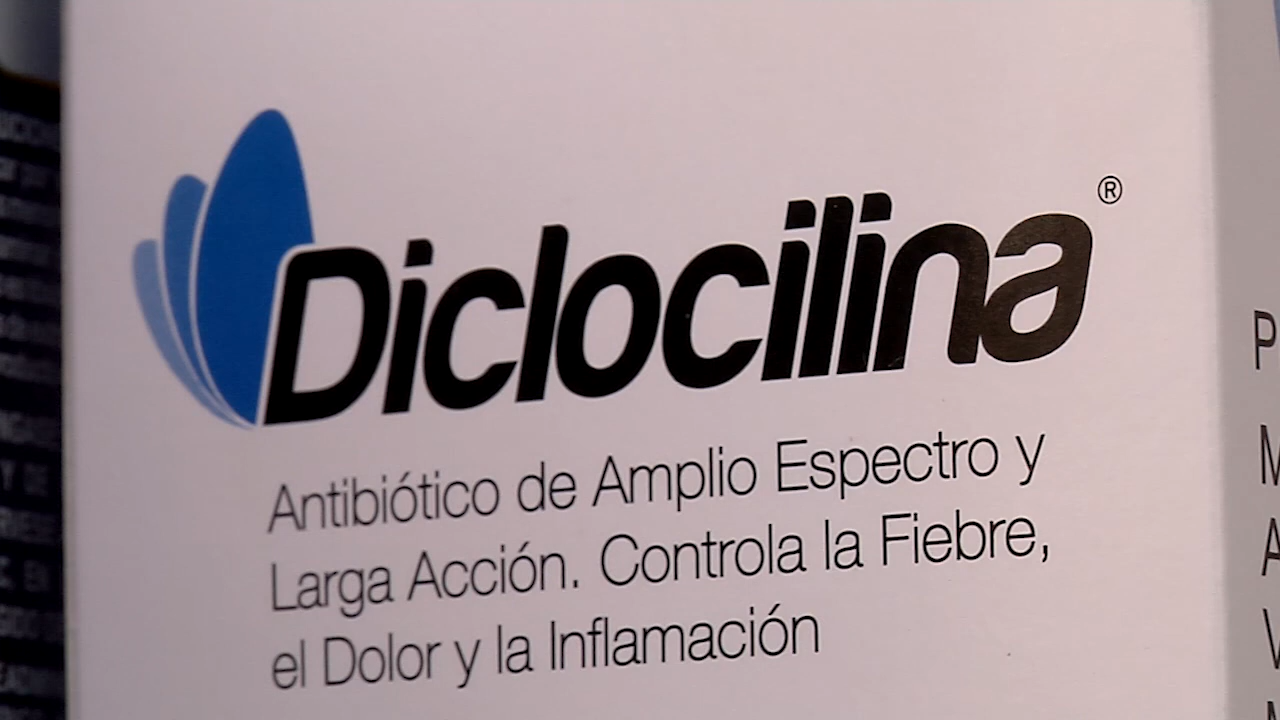 Diclocilina®
Antibiótico de Amplio Espectro y
Larga Acción. Controla la Fiebre,
el Dolor y la Inflamación
P
M
A
V